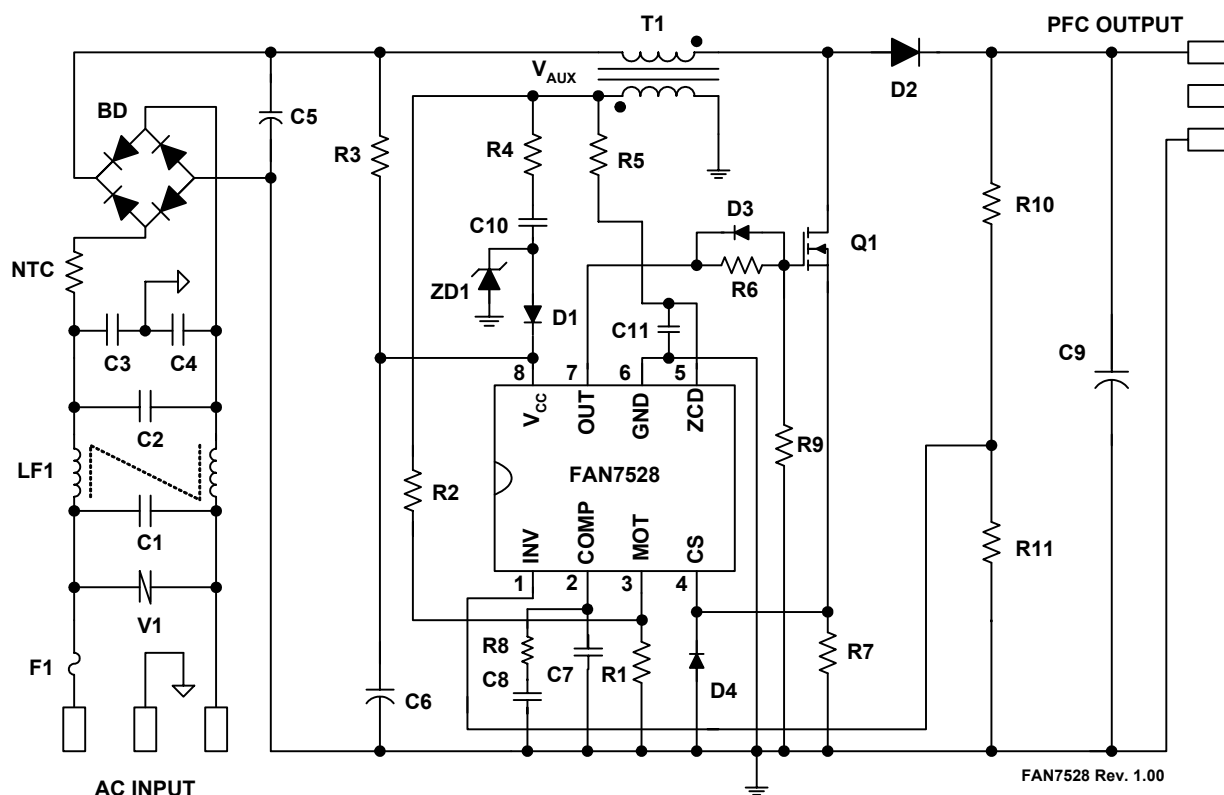 T1
PFC OUTPUT
VAUX
D2
BD
C5
R3
R4
R5
R10
D3
C10
Q1
NTC
ZD1
R6
D1
C11
C3
C4
C9
8
7
6
5
VCC
OUT
GND
ZCD
C2
R9
LF1
R2
FAN7528
C1
INV
COMP
MOT
CS
R11
1
2
3
4
V1
R8
R7
F1
C7
R1
C8
D4
C6
FAN7528 Rev. 1.00
AC INPUT